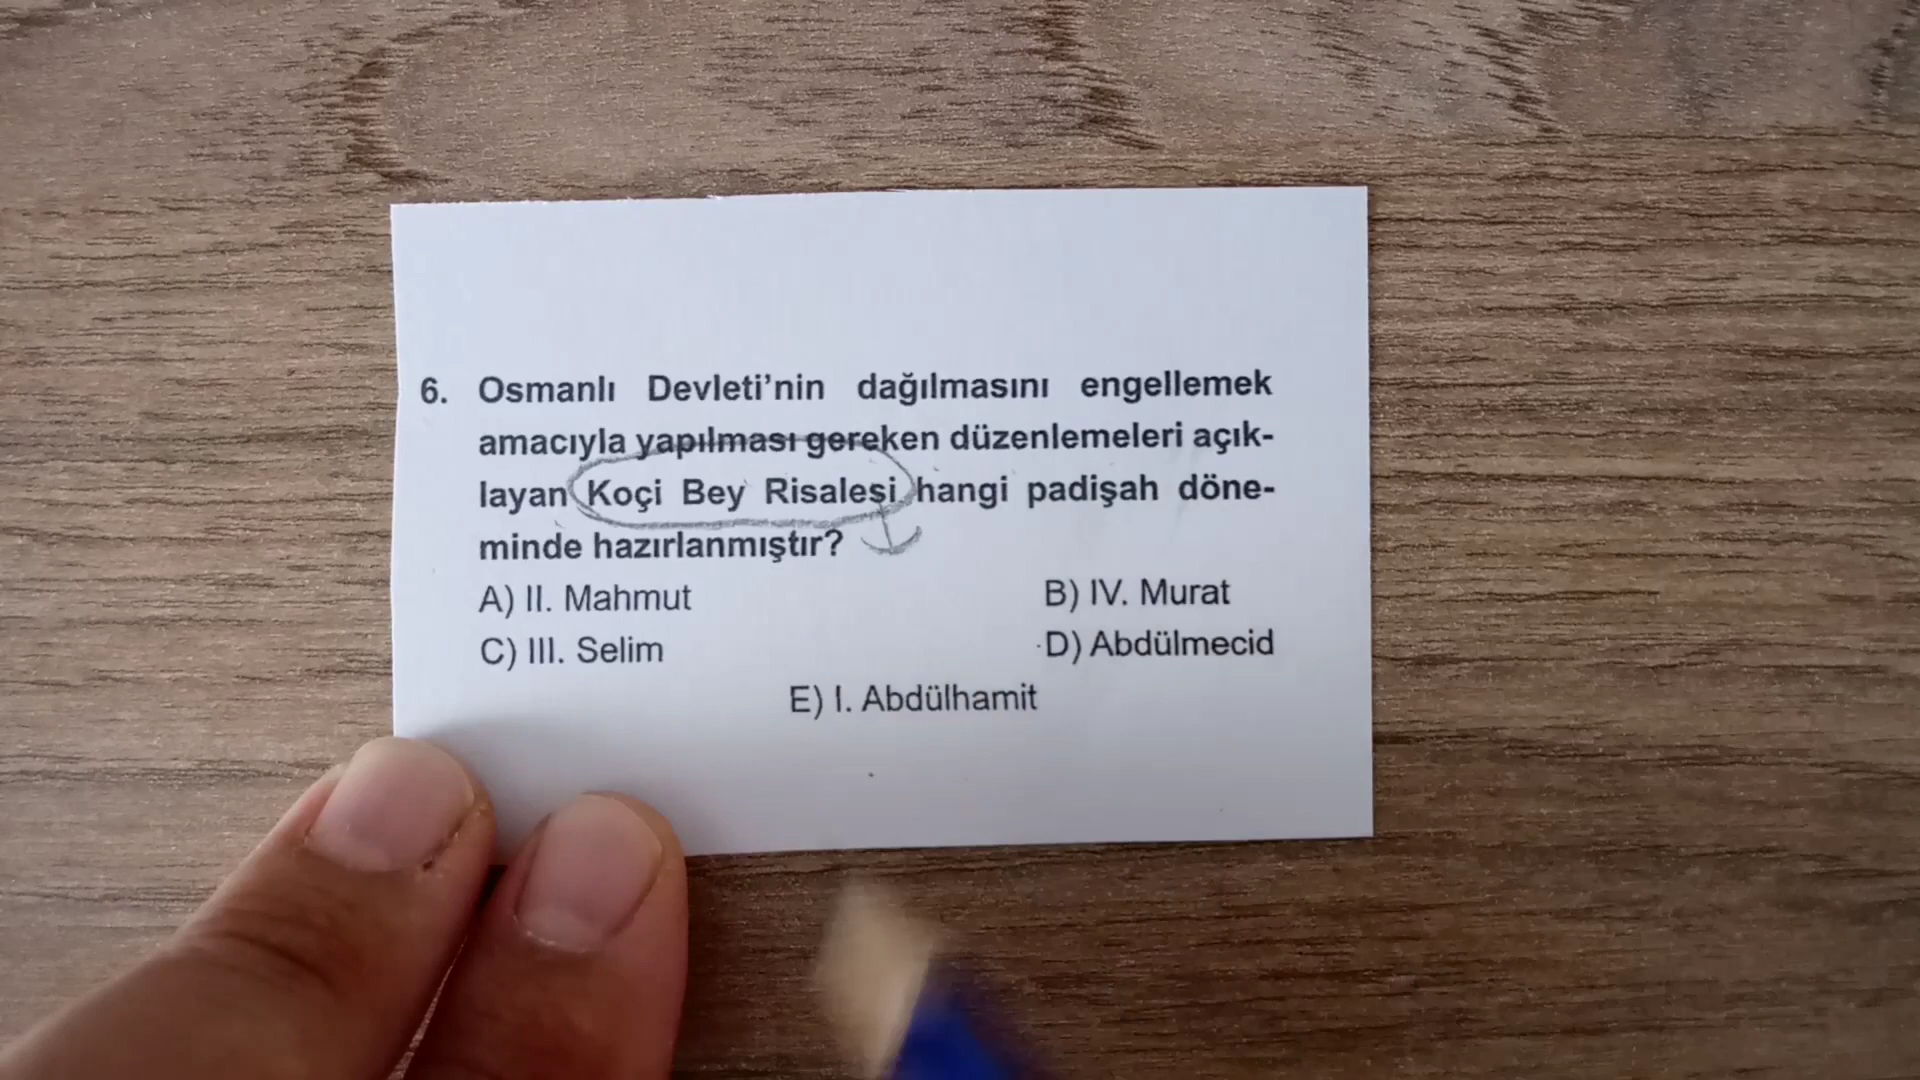 6. Osmanlı Devleti'nin dağılmasını engellemek
amacıyla yapılması gereken düzenlemeleri açık-
layan Koçi Bey Risalesi hangi padişah döne-
minde hazırlanmıştır?
A) II. Mahmut B) IV. Murat
C) III. Selim D) Abdülmecid
E) I. Abdülhamit